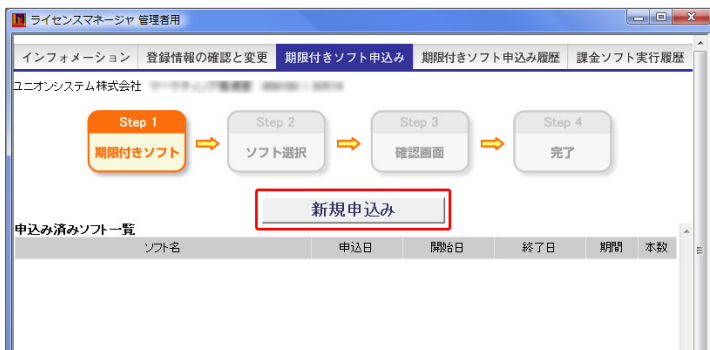 ライセンスマネージャ 管理者用
インフォメーション 登録情報の確認と変更 期限付きソフト申込み 期限付きソフト申込み履歴 課金ソフト実行履歴
ユニオンシステム株式会社
Step 1 Step 2 Step 3 Step 4
期限付きソフト ソフト選択 確認画面 完了
新規申込み
申込み済みソフト一覧
ソフト名 申込日 開始日 終了日 期間 本数